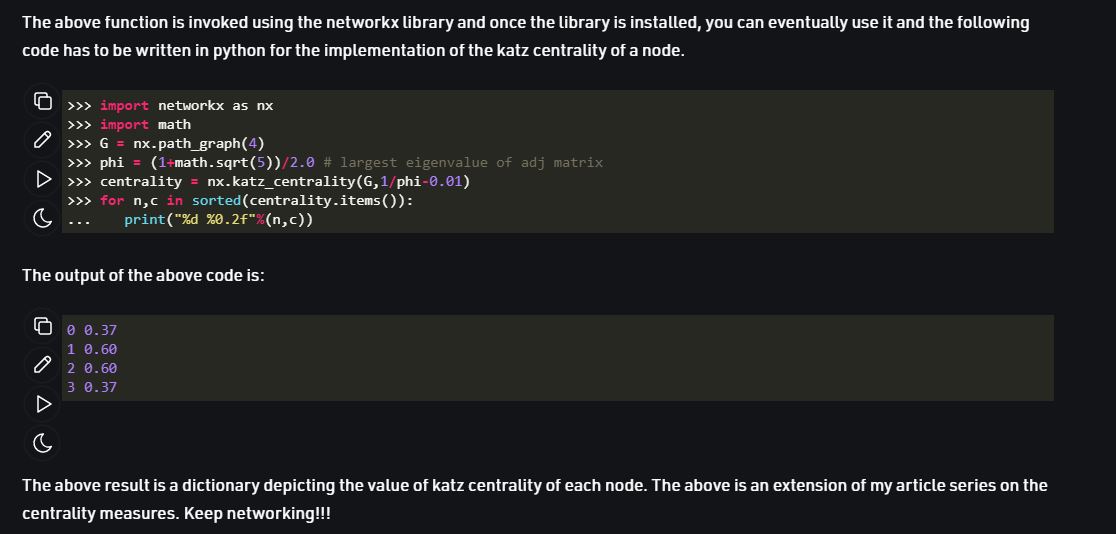 The above function is invoked using the networkx library and once the library is installed, you can eventually use it and the following
code has to be written in python for the implementation of the katz centrality of a node.
>>> import networkx as nx
>>> import math
>>> G = nx.path_graph(4)
>>> phi = (1+math.sqrt(5))/2.0 # largest eigenvalue of adj matrix
>>> centrality = nx.katz_centrality(G,1/phi-0.01)
>>> for n,c in sorted(centrality.items()):
...    print("%d %0.2f"%(n,c))
The output of the above code is:
0 0.37
1 0.60
2 0.60
3 0.37
The above result is a dictionary depicting the value of katz centrality of each node. The above is an extension of my article series on the
centrality measures. Keep networking!!!